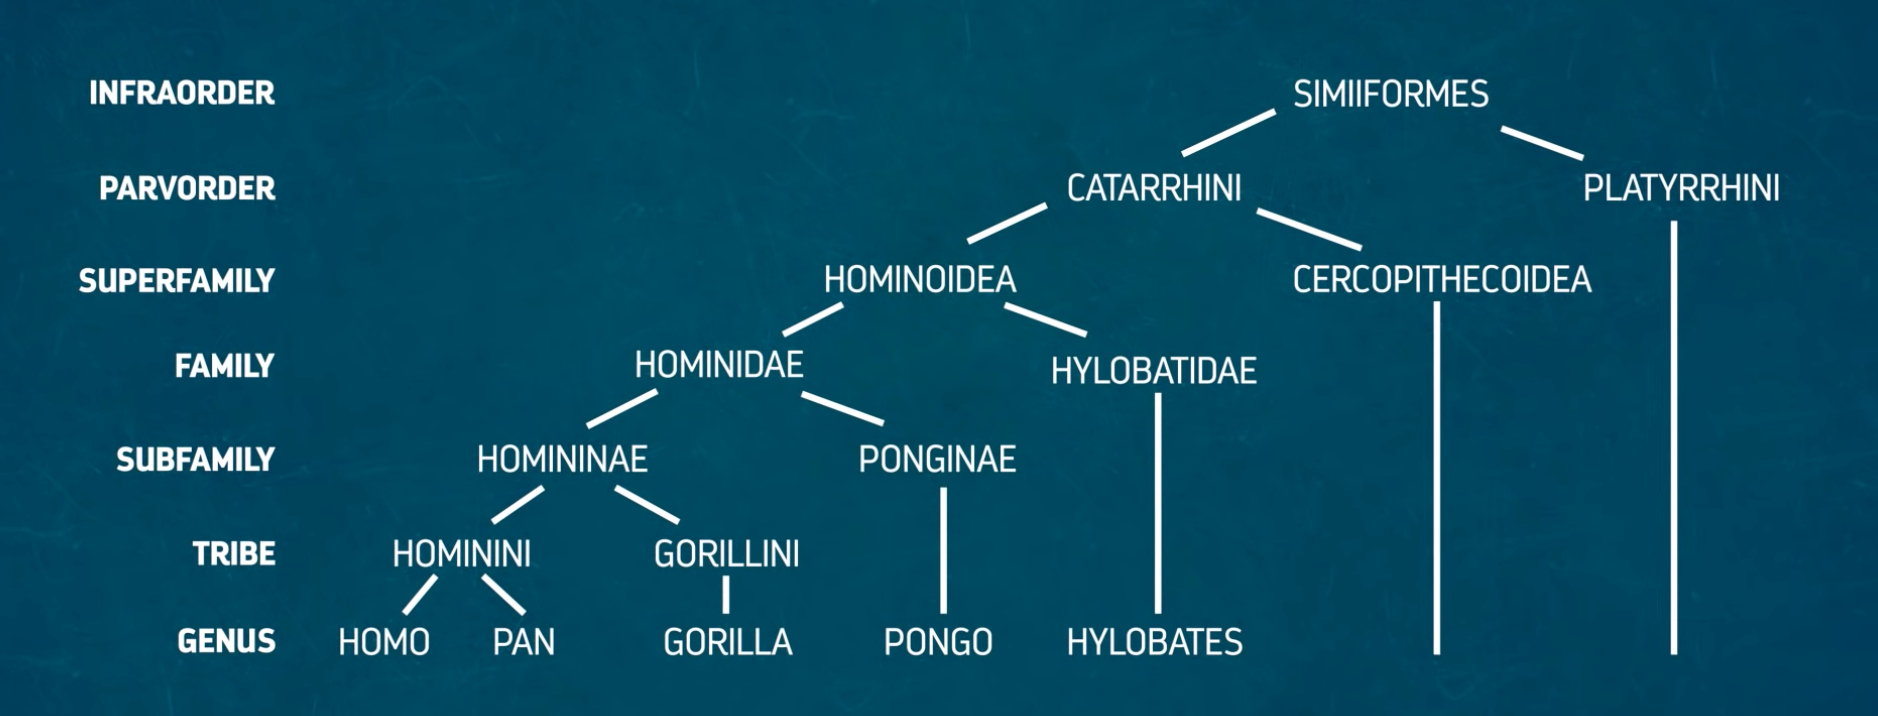 INFRAORDER SIMIIFORMES
PARVORDER CATARRHINI PLATYRRHINI
SUPERFAMILY HOMINOIDEA CERCOPITHECOIDEA
FAMILY HOMINIDAE HYLOBATIDAE
SUBFAMILY HOMININAE PONGINAE
TRIBE HOMININI GORILLINI
GENUS HOMO PAN GORILLA PONGO HYLOBATES